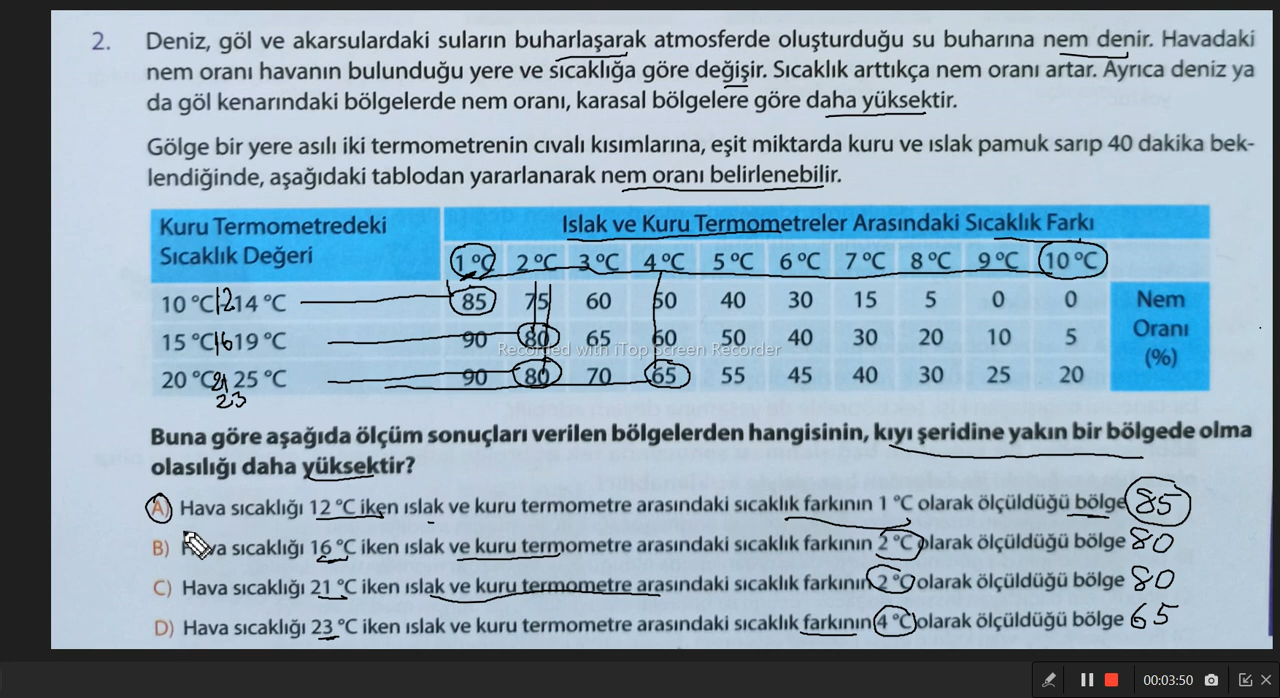 2. Deniz, göl ve akarsulardaki suların buharlaşarak atmosferde oluşturduğu su buharına nem denir. Havadaki
nem oranı havanın bulunduğu yere ve sıcaklığa göre değişir. Sıcaklık arttıkça nem oranı artar. Ayrıca deniz ya
da göl kenarındaki bölgelerde nem oranı, karasal bölgelere göre daha yüksektir.
Gölge bir yere asılı iki termometrenin cıvalı kısımlarına, eşit miktarda kuru ve ıslak pamuk sarıp 40 dakika bek-
lendiğinde, aşağıdaki tablodan yararlanarak nem oranı belirlenebilir.
Kuru Termometredeki
Sıcaklık Değeri
Islak ve Kuru Termometreler Arasındaki Sıcaklık Farkı
1 °C 2 °C 3 °C 4 °C 5 °C 6 °C 7 °C 8 °C 9 °C 10 °C
10 °C 12 14 °C 85 75 60 50 40 30 15 5 0 0
15 °C 16 19 °C 90 80 65 60 50 40 30 20 10 5
20 °C 21 25 °C 90 80 70 65 55 45 40 30 25 20
23
Nem
Oranı
(%)
Recorded with iTop Screen Recorder
Buna göre aşağıda ölçüm sonuçları verilen bölgelerden hangisinin, kıyı şeridine yakın bir bölgede olma
olasılığı daha yüksektir?
A) Hava sıcaklığı 12 °C iken ıslak ve kuru termometre arasındaki sıcaklık farkının 1 °C olarak ölçüldüğü bölge 85
B) Hava sıcaklığı 16 °C iken ıslak ve kuru termometre arasındaki sıcaklık farkının 2 °C olarak ölçüldüğü bölge 80
C) Hava sıcaklığı 21 °C iken ıslak ve kuru termometre arasındaki sıcaklık farkının 2 °C olarak ölçüldüğü bölge 80
D) Hava sıcaklığı 23 °C iken ıslak ve kuru termometre arasındaki sıcaklık farkının 4 °C olarak ölçüldüğü bölge 65
00:03:50